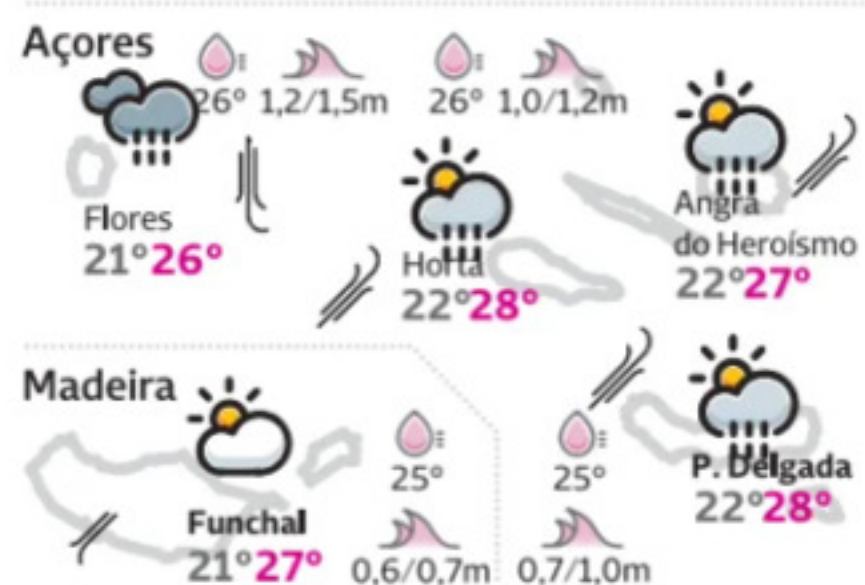 Açores
26° 1,2/1,5m
26° 1,0/1,2m
Flores
21° 26°
Horta
22° 28°
Angra
do Heroísmo
22° 27°
P. Delgada
22° 28°
25°
0,7/1,0m
Madeira
Funchal
21° 27°
25°
0,6/0,7m